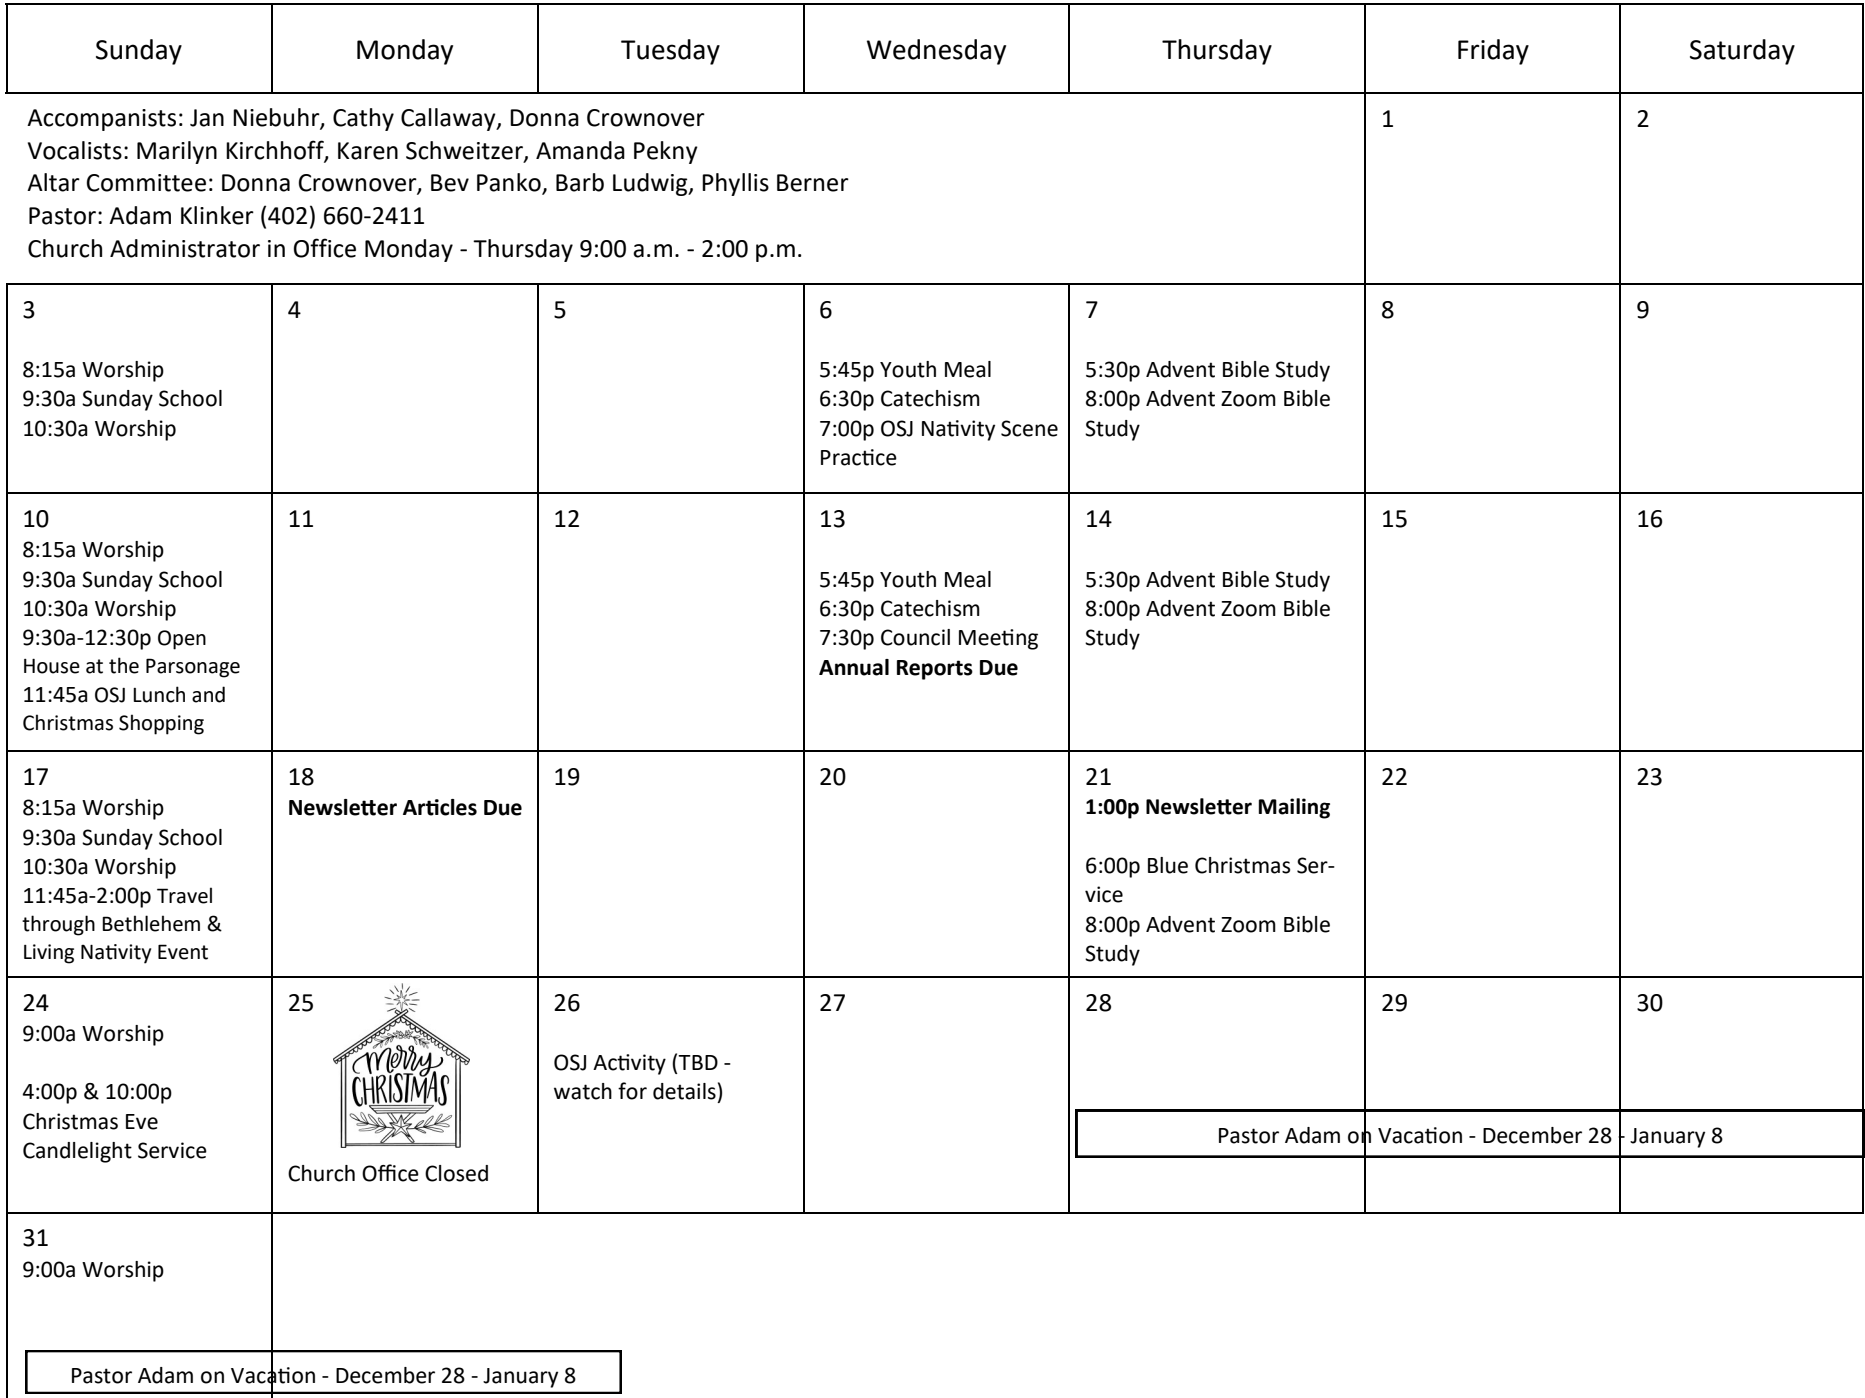 Sunday Monday Tuesday Wednesday Thursday Friday Saturday
Accompanists: Jan Niebuhr, Cathy Callaway, Donna Crownover
Vocalists: Marilyn Kirchhoff, Karen Schweitzer, Amanda Pekny
Altar Committee: Donna Crownover, Bev Panko, Barb Ludwig, Phyllis Berner
Pastor: Adam Klinker (402) 660-2411
Church Administrator in Office Monday - Thursday 9:00 a.m. - 2:00 p.m.
1
2
3
8:15a Worship
9:30a Sunday School
10:30a Worship
4
5
6
5:45p Youth Meal
6:30p Catechism
7:00p OSJ Nativity Scene
Practice
7
5:30p Advent Bible Study
8:00p Advent Zoom Bible
Study
8
9
10
8:15a Worship
9:30a Sunday School
10:30a Worship
9:30a-12:30p Open
House at the Parsonage
11:45a OSJ Lunch and
Christmas Shopping
11
12
13
5:45p Youth Meal
6:30p Catechism
7:30p Council Meeting
Annual Reports Due
14
5:30p Advent Bible Study
8:00p Advent Zoom Bible
Study
15
16
17
8:15a Worship
9:30a Sunday School
10:30a Worship
11:45a-2:00p Travel
through Bethlehem &
Living Nativity Event
18
Newsletter Articles Due
19
20
21
1:00p Newsletter Mailing
6:00p Blue Christmas Ser-
vice
8:00p Advent Zoom Bible
Study
22
23
24
9:00a Worship
4:00p & 10:00p
Christmas Eve
Candlelight Service
25
Merry
CHRISTMAS
Church Office Closed
26
OSJ Activity (TBD -
watch for details)
27
28
29
30
Pastor Adam on Vacation - December 28 - January 8
31
9:00a Worship
Pastor Adam on Vacation - December 28 - January 8